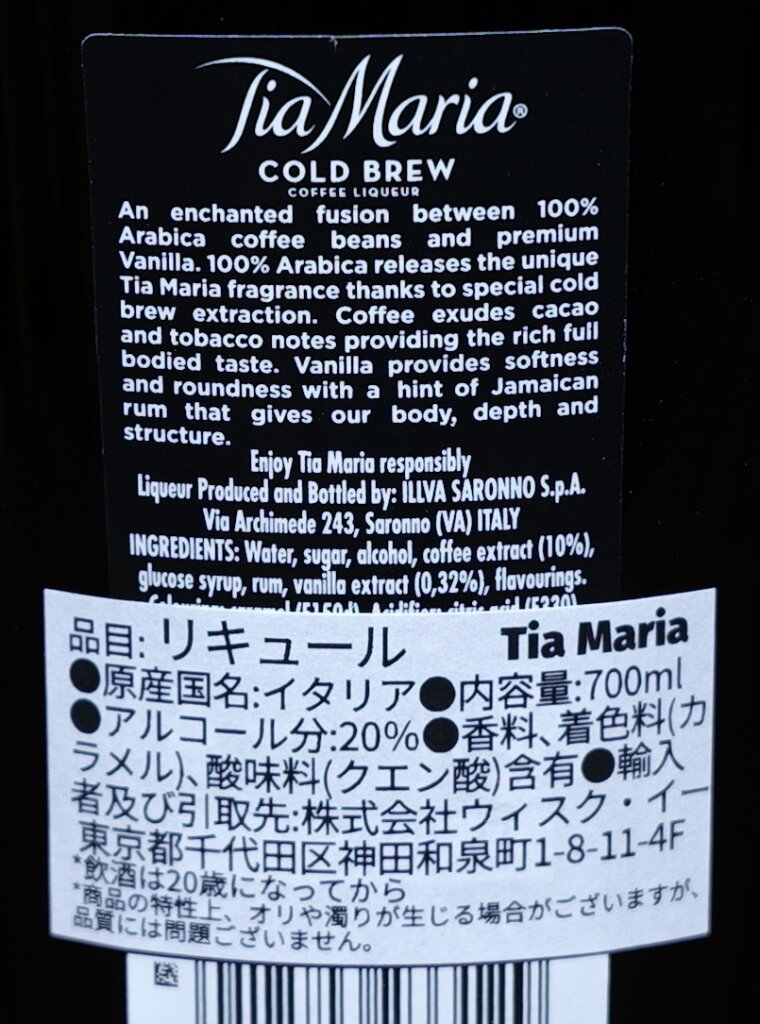 Tia Maria®
COLD BREW
COFFEE LIQUEUR
An enchanted fusion between 100%
Arabica coffee beans and premium
Vanilla. 100% Arabica releases the unique
Tia Maria fragrance thanks to special cold
brew extraction. Coffee exudes cacao
and tobacco notes providing the rich full
bodied taste. Vanilla provides softness
and roundness with a hint of Jamaican
rum that gives our body, depth and
structure.
Enjoy Tia Maria responsibly
Liqueur Produced and Bottled by: ILLVA SARONNO S.p.A.
Via Archimede 243, Saronno (VA) ITALY
INGREDIENTS: Water, sugar, alcohol, coffee extract (10%),
glucose syrup, rum, vanilla extract (0,32%), flavourings.
Colouring: caramel (E150d). Acidifier: citric acid (E330)
品目: リキュール Tia Maria
●原産国名:イタリア●内容量:700ml
●アルコール分:20%●香料、着色料(カ
ラメル)、酸味料(クエン酸)含有●輸入
者及び引取先:株式会社ウィスク・イー
東京都千代田区神田和泉町1-8-11-4F
*飲酒は20歳になってから
*商品の特性上、オリや濁りが生じる場合がございますが、
品質には問題ございません。